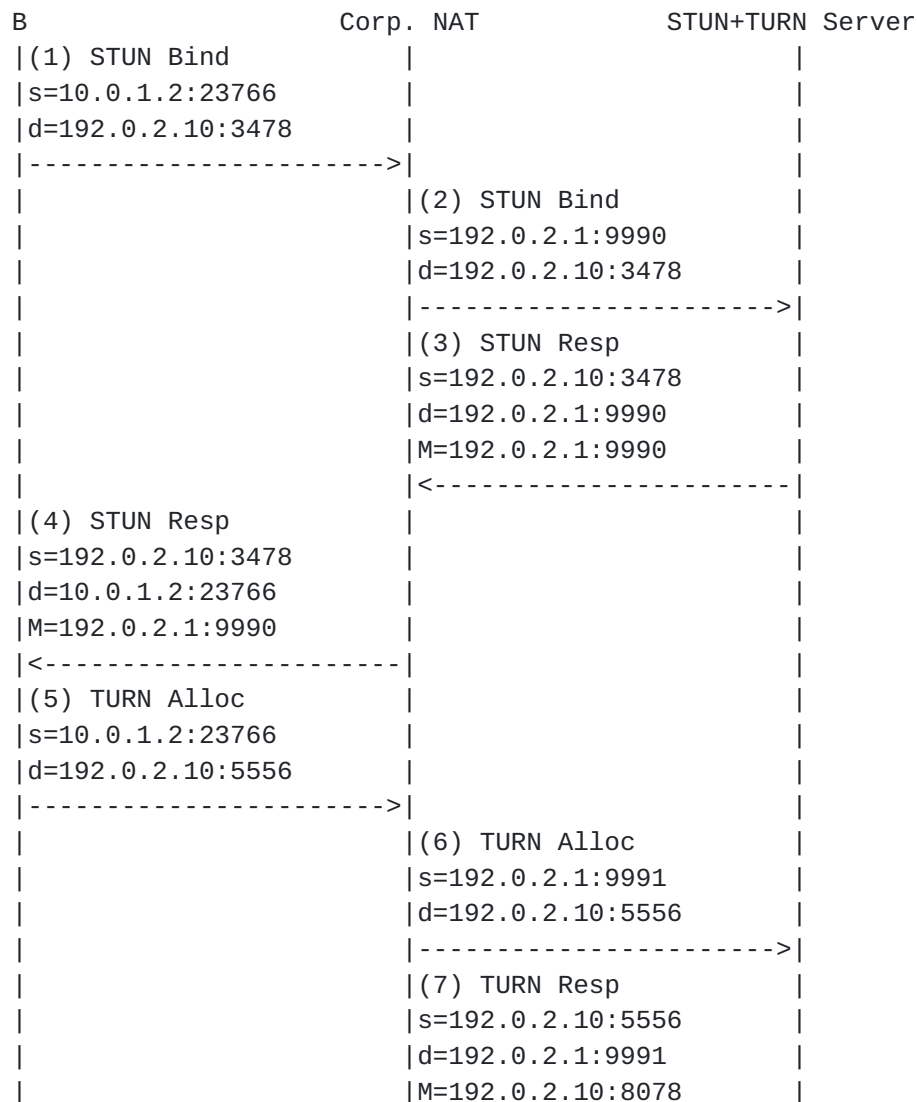 B                    Corp. NAT               STUN+TURN Server
|(1) STUN Bind           |                       |
|s=10.0.1.2:23766        |                       |
|d=192.0.2.10:3478       |                       |
|----------------------->|                       |
|                        |(2) STUN Bind          |
|                        |s=192.0.2.1:9990       |
|                        |d=192.0.2.10:3478      |
|                        |---------------------->|
|                        |(3) STUN Resp          |
|                        |s=192.0.2.10:3478      |
|                        |d=192.0.2.1:9990       |
|                        |M=192.0.2.1:9990       |
|                        |<----------------------|
|(4) STUN Resp           |                       |
|s=192.0.2.10:3478       |                       |
|d=10.0.1.2:23766        |                       |
|M=192.0.2.1:9990        |                       |
|<-----------------------|                       |
|(5) TURN Alloc          |                       |
|s=10.0.1.2:23766        |                       |
|d=192.0.2.10:5556       |                       |
|----------------------->|                       |
|                        |(6) TURN Alloc         |
|                        |s=192.0.2.1:9991       |
|                        |d=192.0.2.10:5556      |
|                        |---------------------->|
|                        |(7) TURN Resp          |
|                        |s=192.0.2.10:5556      |
|                        |d=192.0.2.1:9991       |
|                        |M=192.0.2.10:8078      |